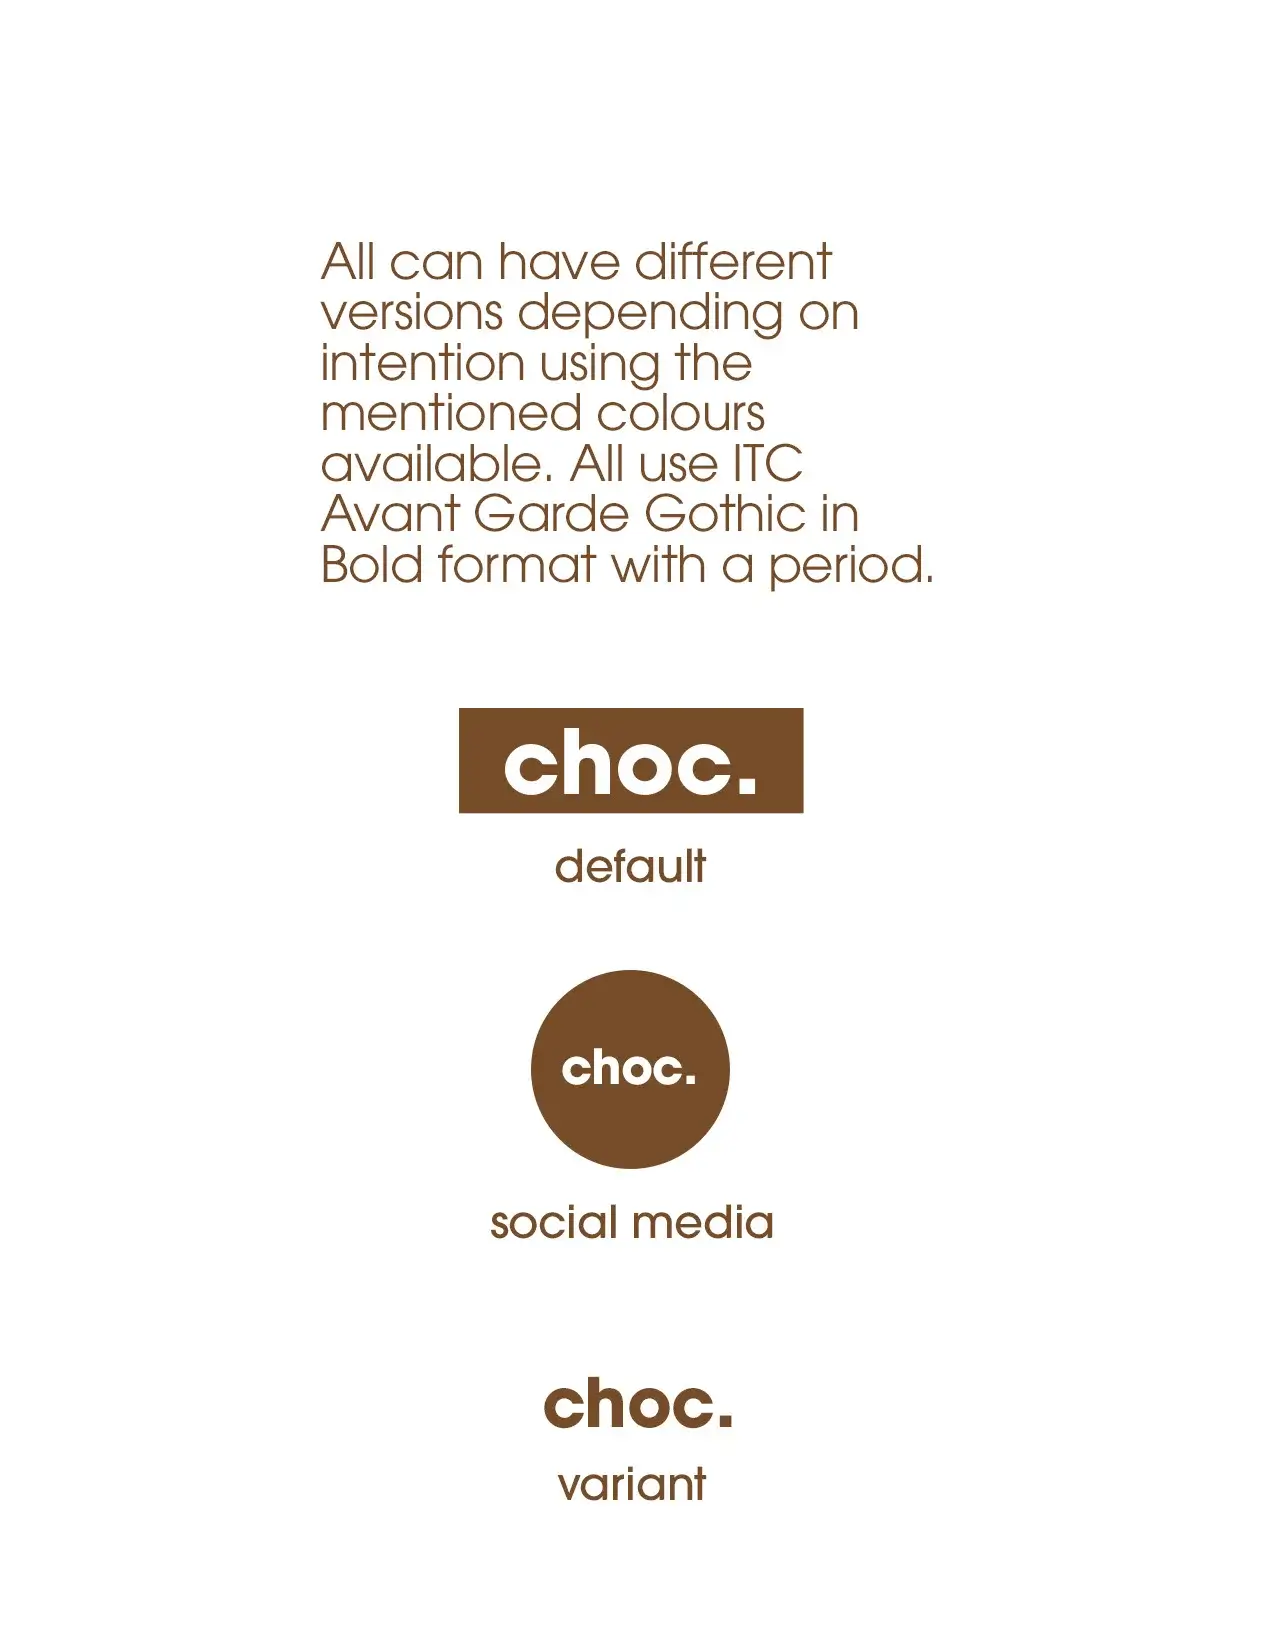 All can have different
versions depending on
intention using the
mentioned colours
available. All use ITC
Avant Garde Gothic in
Bold format with a period.
choc.
default
choc.
social media
choc.
variant